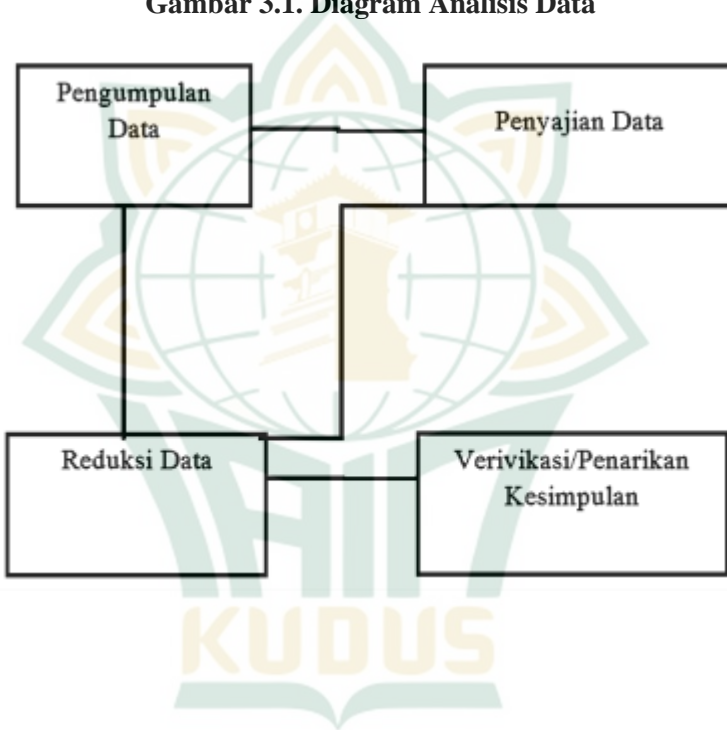 Gambar 3.1. Diagram Analisis Data
Pengumpulan
Data
Penyajian Data
Reduksi Data
Verivikasi/Penarikan
Kesimpulan
KUDUS